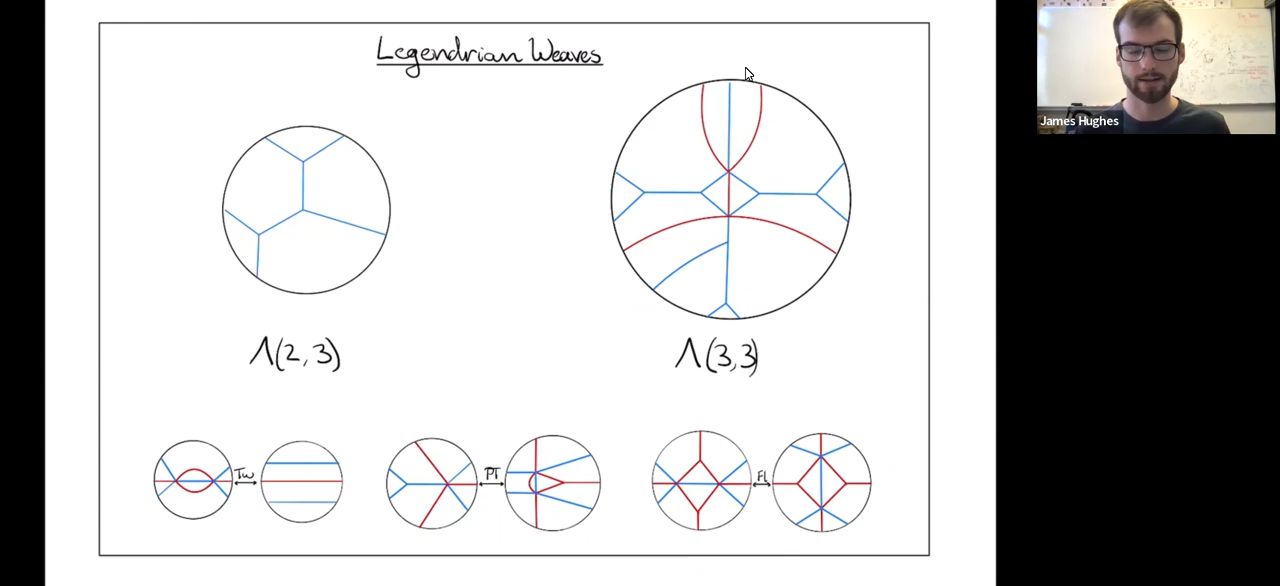 Legendrian Weaves
James Hughes
Λ(2,3)
Λ(3,3)
Tw
PT
Fl